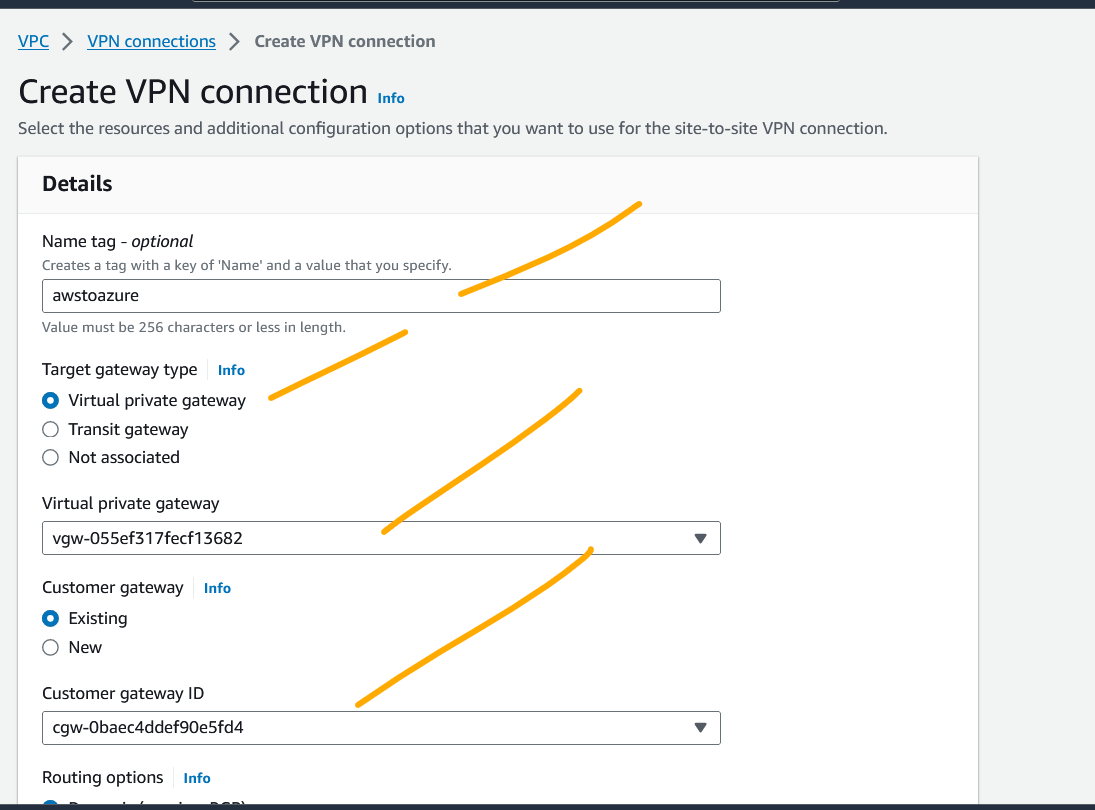 VPC > VPN connections > Create VPN connection
Create VPN connection Info
Select the resources and additional configuration options that you want to use for the site-to-site VPN connection.
Details
Name tag - optional
Creates a tag with a key of 'Name' and a value that you specify.
awstoazure
Value must be 256 characters or less in length.
Target gateway type Info
Virtual private gateway
Transit gateway
Not associated
Virtual private gateway
vgw-055ef317fecf13682
Customer gateway Info
Existing
New
Customer gateway ID
cgw-0baec4ddef90e5fd4
Routing options Info